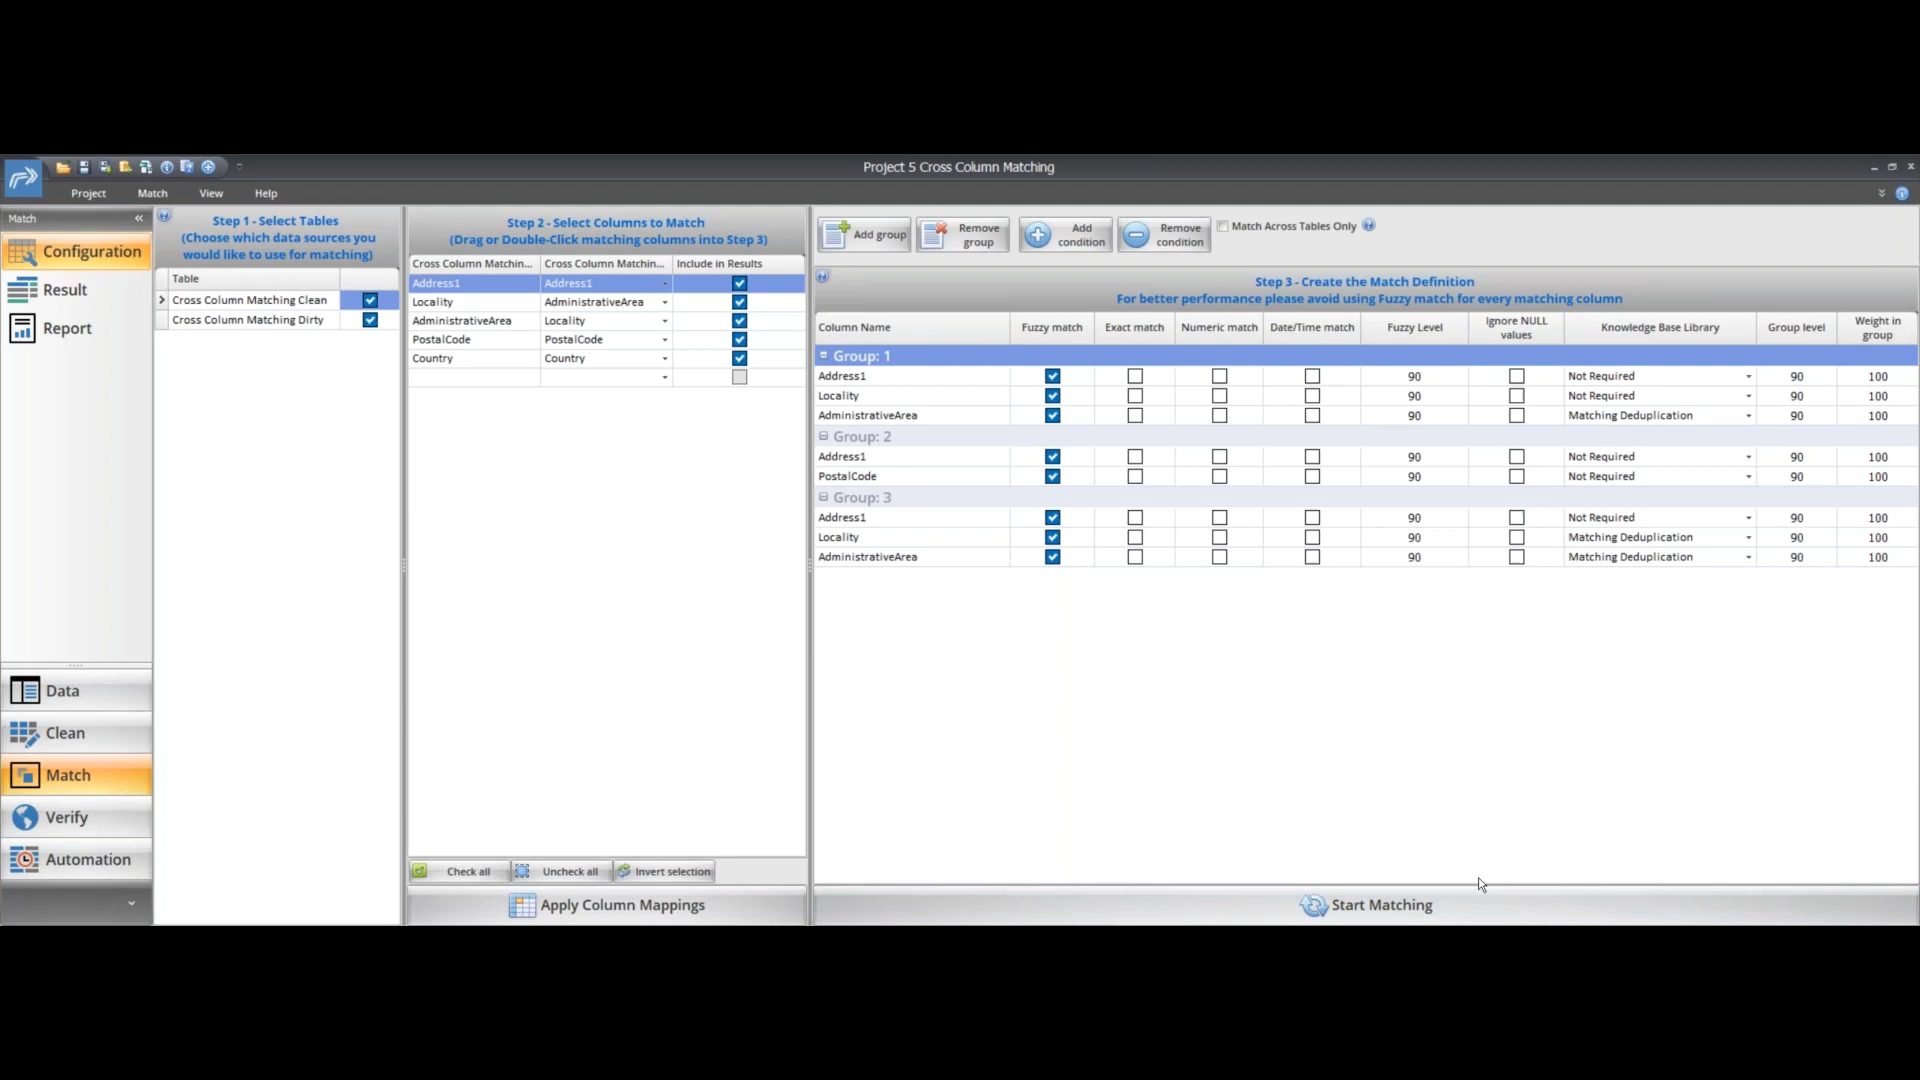 Project 5 Cross Column Matching
Project Match View Help
Match «
Configuration
Result
Report
Data
Clean
Match
Verify
Automation
Step 1 - Select Tables
(Choose which data sources you
would like to use for matching)
Table
Cross Column Matching Clean
Cross Column Matching Dirty
Step 2 - Select Columns to Match
(Drag or Double-Click matching columns into Step 3)
Cross Column Matchin... Cross Column Matchin... Include in Results
Address1 Address1
Locality AdministrativeArea
AdministrativeArea Locality
PostalCode PostalCode
Country Country
Check all Uncheck all Invert selection
Apply Column Mappings
Add group
Remove
group
Add
condition
Remove
condition
Match Across Tables Only
Step 3 - Create the Match Definition
For better performance please avoid using Fuzzy match for every matching column
Column Name Fuzzy match Exact match Numeric match Date/Time match Fuzzy Level Ignore NULL values Knowledge Base Library Group level Weight in group
Group: 1
Address1 90 Not Required 90 100
Locality 90 Not Required 90 100
AdministrativeArea 90 Matching Deduplication 90 100
Group: 2
Address1 90 Not Required 90 100
PostalCode 90 Not Required 90 100
Group: 3
Address1 90 Not Required 90 100
Locality 90 Matching Deduplication 90 100
AdministrativeArea 90 Matching Deduplication 90 100
Start Matching